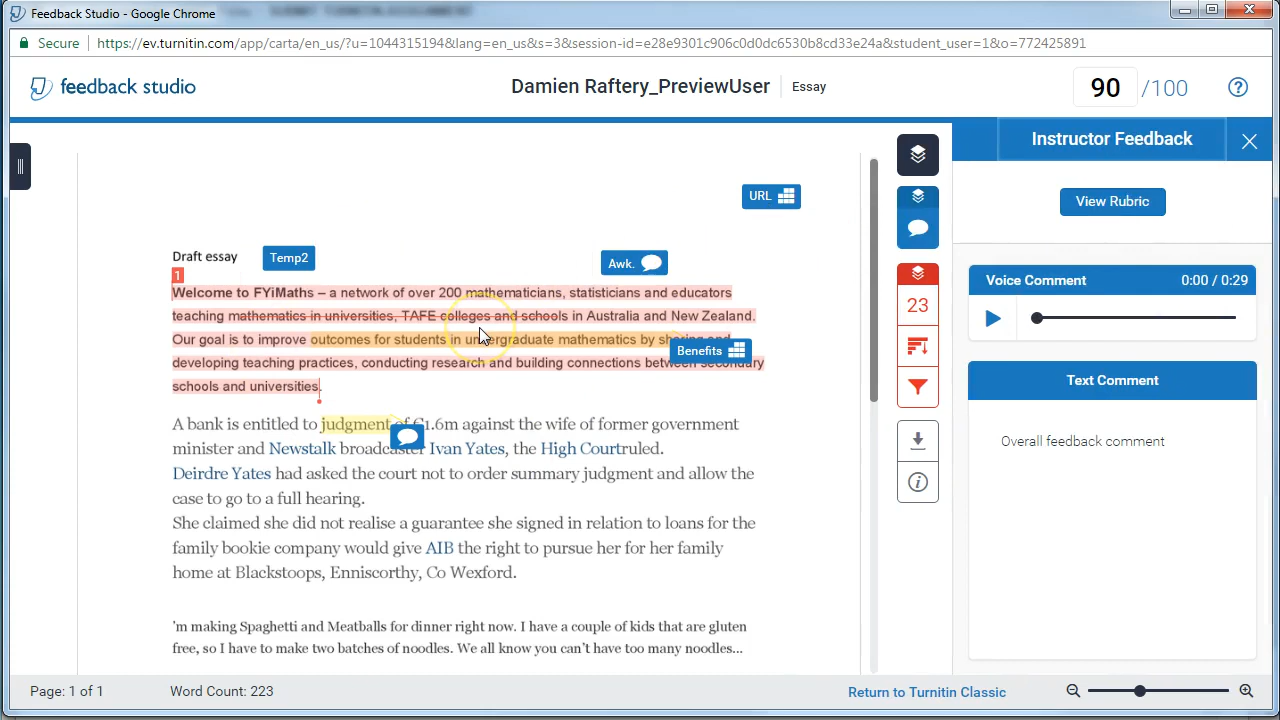 Feedback Studio - Google Chrome
SUBMIT TURNITIN ASSIGNMENT
Secure https://ev.turnitin.com/app/carta/en_us/?u=1044315194&lang=en_us&s=3&session-id=e28e9301c906c0d0dc6530b8cd33e24a&student_user=1&o=772425891
feedback studio
Damien Raftery_PreviewUser
Essay
90 /100
?
Instructor Feedback
View Rubric
Voice Comment 0:00 / 0:29
Text Comment
Overall feedback comment
23
URL
Draft essay
Temp2
Awk.
1
Welcome to FYiMaths – a network of over 200 mathematicians, statisticians and educators
teaching mathematics in universities, TAFE colleges and schools in Australia and New Zealand.
Our goal is to improve outcomes for students in undergraduate mathematics by sharing and
Benefits
developing teaching practices, conducting research and building connections between secondary
schools and universities.
A bank is entitled to judgment of €1.6m against the wife of former government
minister and Newstalk broadcaster Ivan Yates, the High Courtruled.
Deirdre Yates had asked the court not to order summary judgment and allow the
case to go to a full hearing.
She claimed she did not realise a guarantee she signed in relation to loans for the
family bookie company would give AIB the right to pursue her for her family
home at Blackstoops, Enniscorthy, Co Wexford.
'm making Spaghetti and Meatballs for dinner right now. I have a couple of kids that are gluten
free, so I have to make two batches of noodles. We all know you can't have too many noodles...
Page: 1 of 1
Word Count: 223
Return to Turnitin Classic